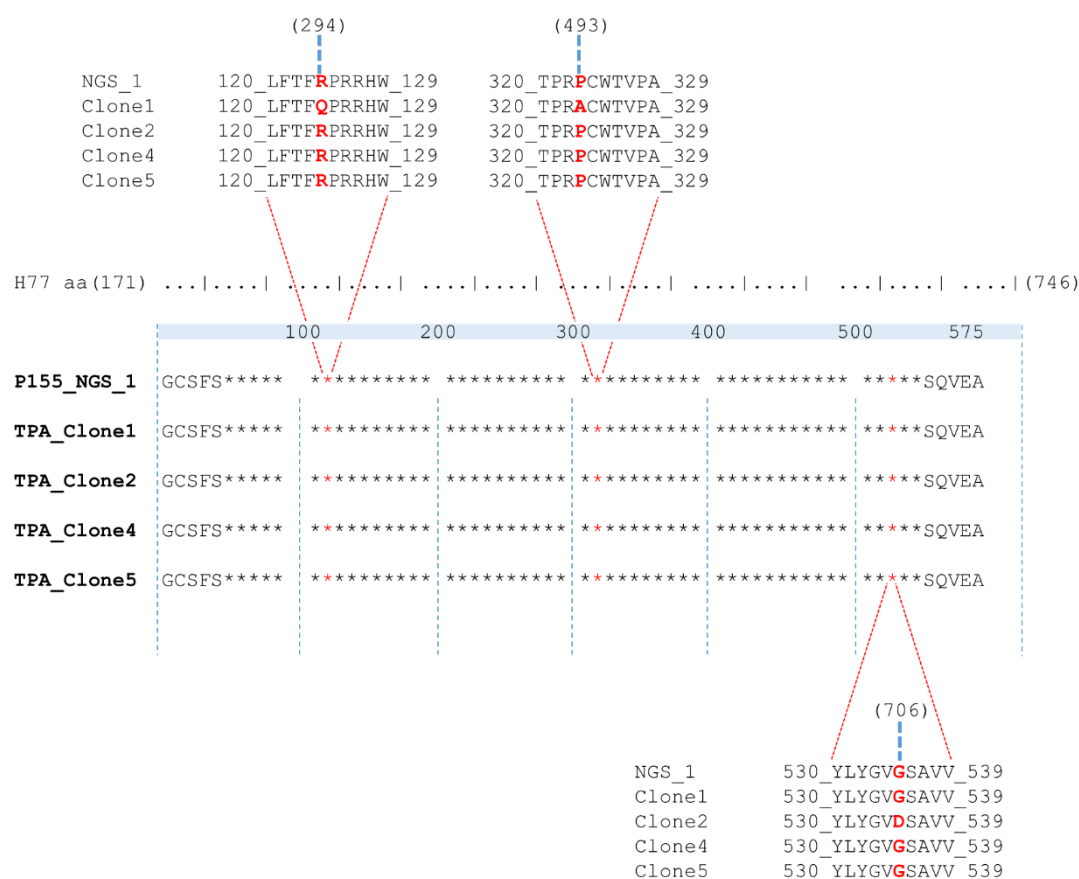 (294) (493)
NGS_1 120_LFTFRPRRHW_129 320_TPRPCWTVPA_329
Clone1 120_LFTFQPRRHW_129 320_TPRACWTVPA_329
Clone2 120_LFTFRPRRHW_129 320_TPRPCWTVPA_329
Clone4 120_LFTFRPRRHW_129 320_TPRPCWTVPA_329
Clone5 120_LFTFRPRRHW_129 320_TPRPCWTVPA_329
H77 aa(171) ....|....| ....|....| ....|....| ....|....| ....|....| ....|....| (746)
100 200 300 400 500 575
P155_NGS_1 GCSFS***** ********** ********** ********** ********** *******SQVEA
TPA_Clone1 GCSFS***** ********** ********** ********** ********** *****SQVEA
TPA_Clone2 GCSFS***** ********** ********** ********** ********** *****SQVEA
TPA_Clone4 GCSFS***** ********** ********** ********** ********** *****SQVEA
TPA_Clone5 GCSFS***** ********** ********** ********** ********** *****SQVEA
(706)
NGS_1 530_YLYGVGSAVV_539
Clone1 530_YLYGVGSAVV_539
Clone2 530_YLYGVDSAVV_539
Clone4 530_YLYGVGSAVV_539
Clone5 530_YLYGVGSAVV_539